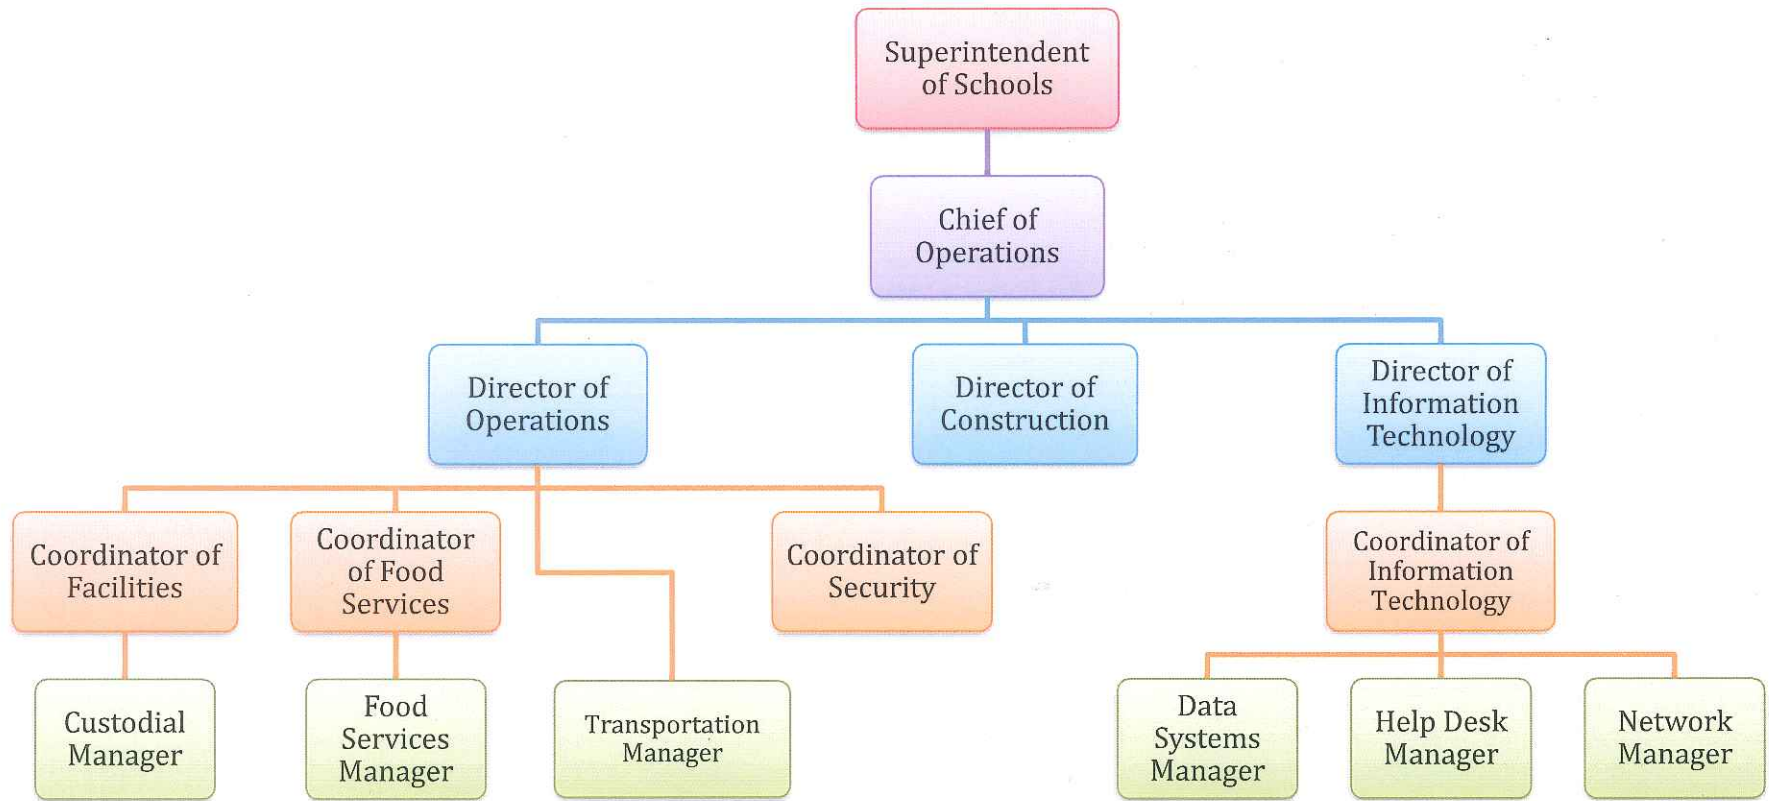 Superintendent
of Schools
Chief of
Operations
Director of
Operations
Director of
Construction
Director of
Information
Technology
Coordinator of
Facilities
Coordinator
of Food
Services
Coordinator of
Security
Coordinator of
Information
Technology
Custodial
Manager
Food
Services
Manager
Transportation
Manager
Data
Systems
Manager
Help Desk
Manager
Network
Manager